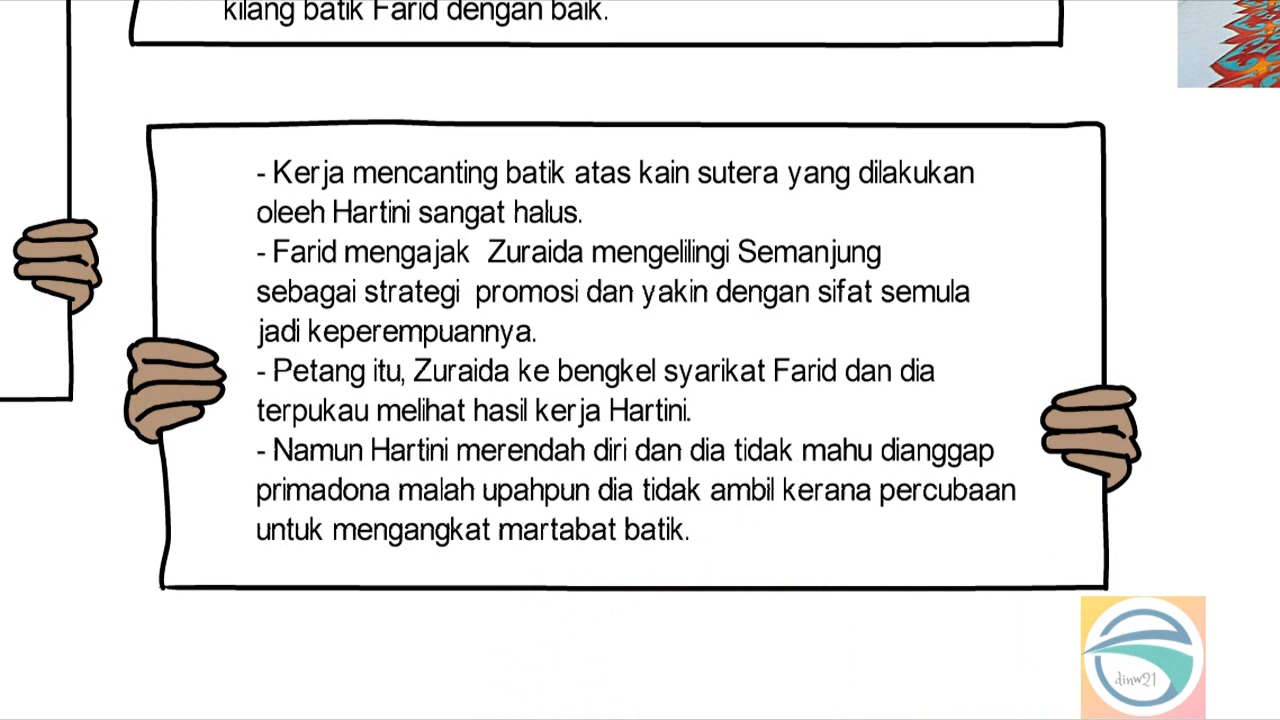 kilang batik Farid dengan baik.
- Kerja mencanting batik atas kain sutera yang dilakukan
oleeh Hartini sangat halus.
- Farid mengajak  Zuraida mengelilingi Semanjung
sebagai strategi  promosi dan yakin dengan sifat semula
jadi keperempuannya.
- Petang itu, Zuraida ke bengkel syarikat Farid dan dia
terpukau melihat hasil kerja Hartini.
- Namun Hartini merendah diri dan dia tidak mahu dianggap
primadona malah upahpun dia tidak ambil kerana percubaan
untuk mengangkat martabat batik.
dinw21